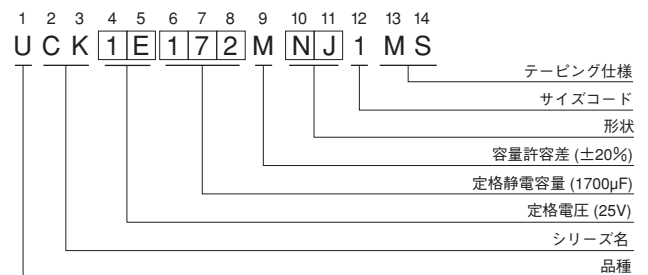 1 2 3 4 5 6 7 8 9 10 11 12 13 14
U C K 1 E 1 7 2 M N J 1 M S
テーピング仕様
サイズコード
形状
容量許容差 (±20%)
定格静電容量 (1700µF)
定格電圧 (25V)
シリーズ名
品種